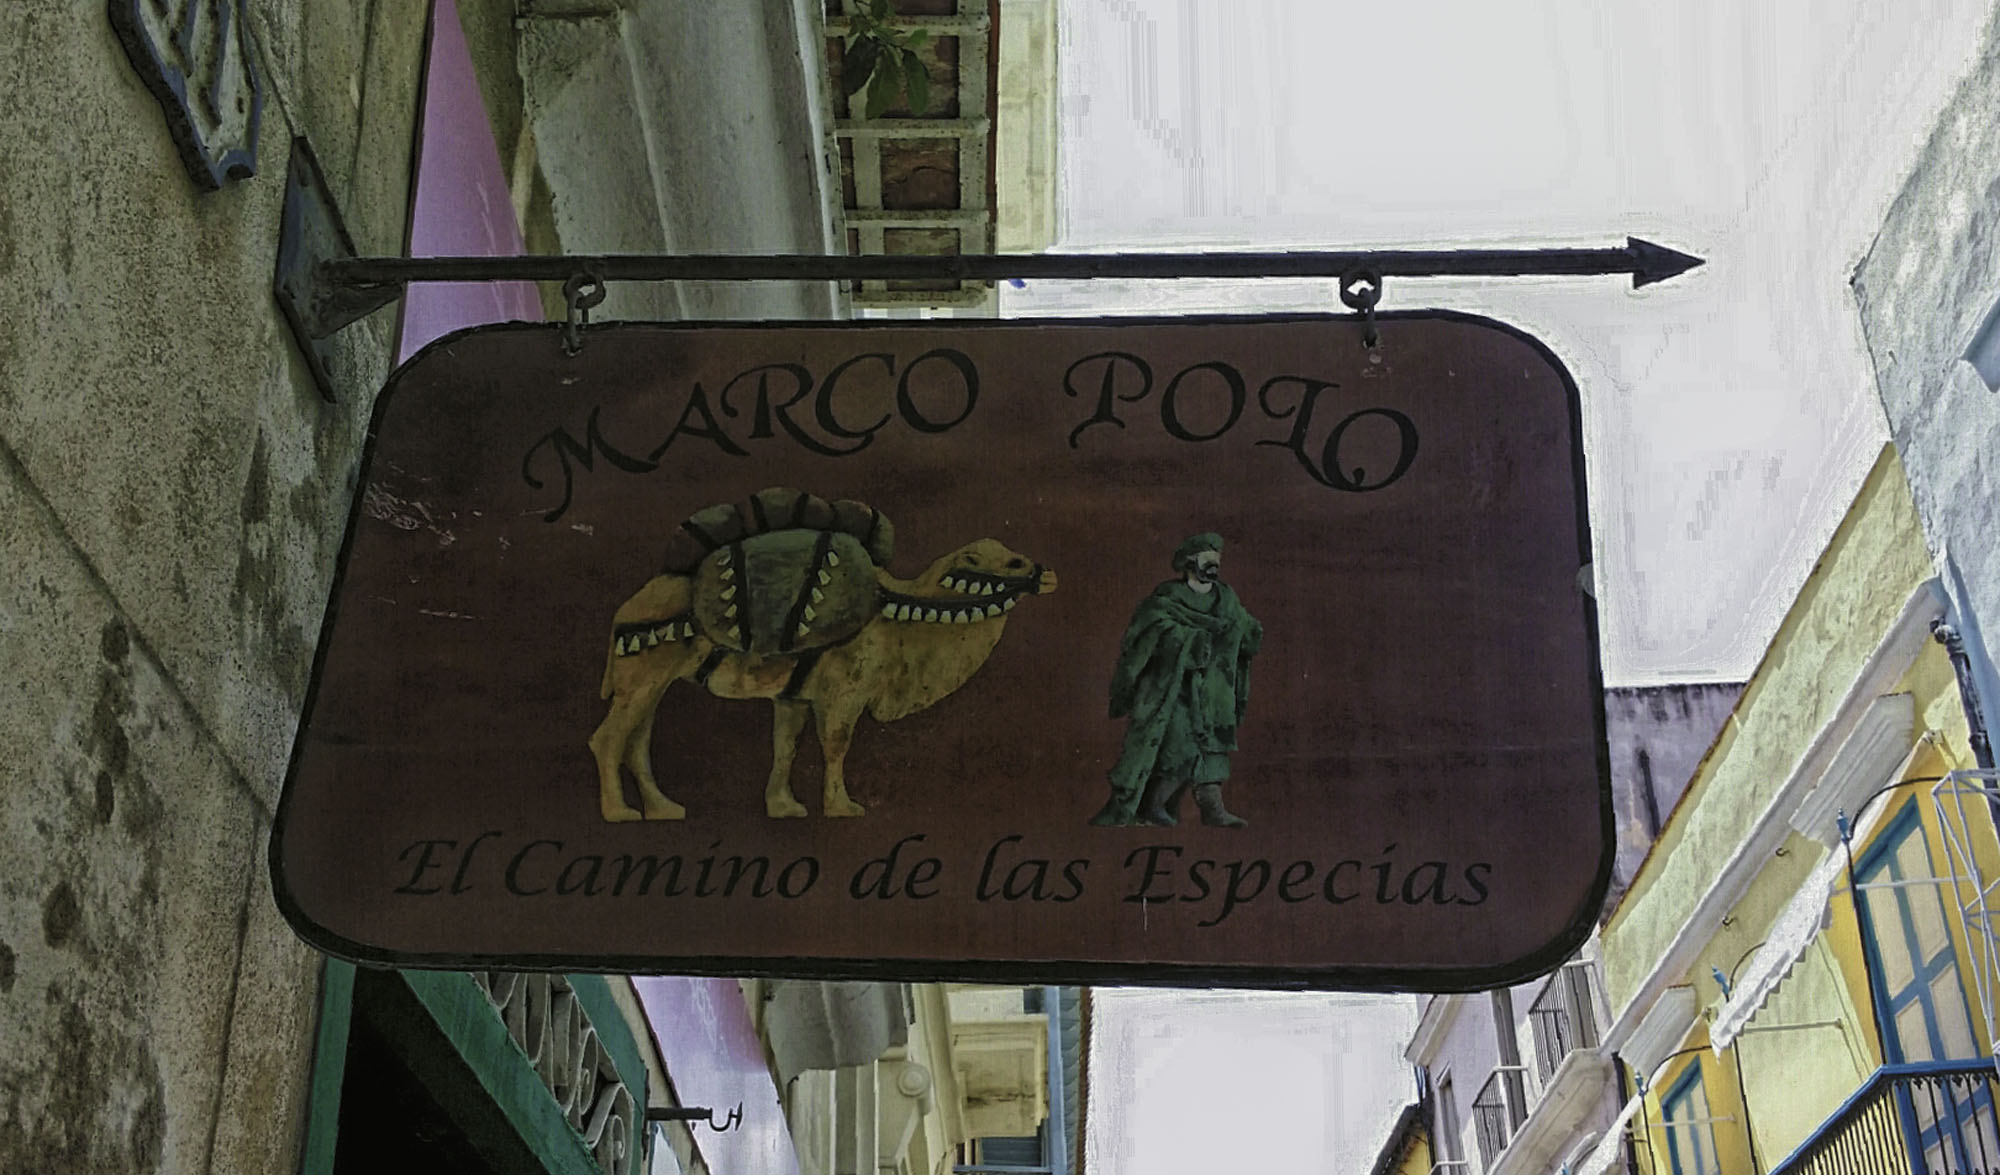 MARCO POLO
El Camino de las Especias